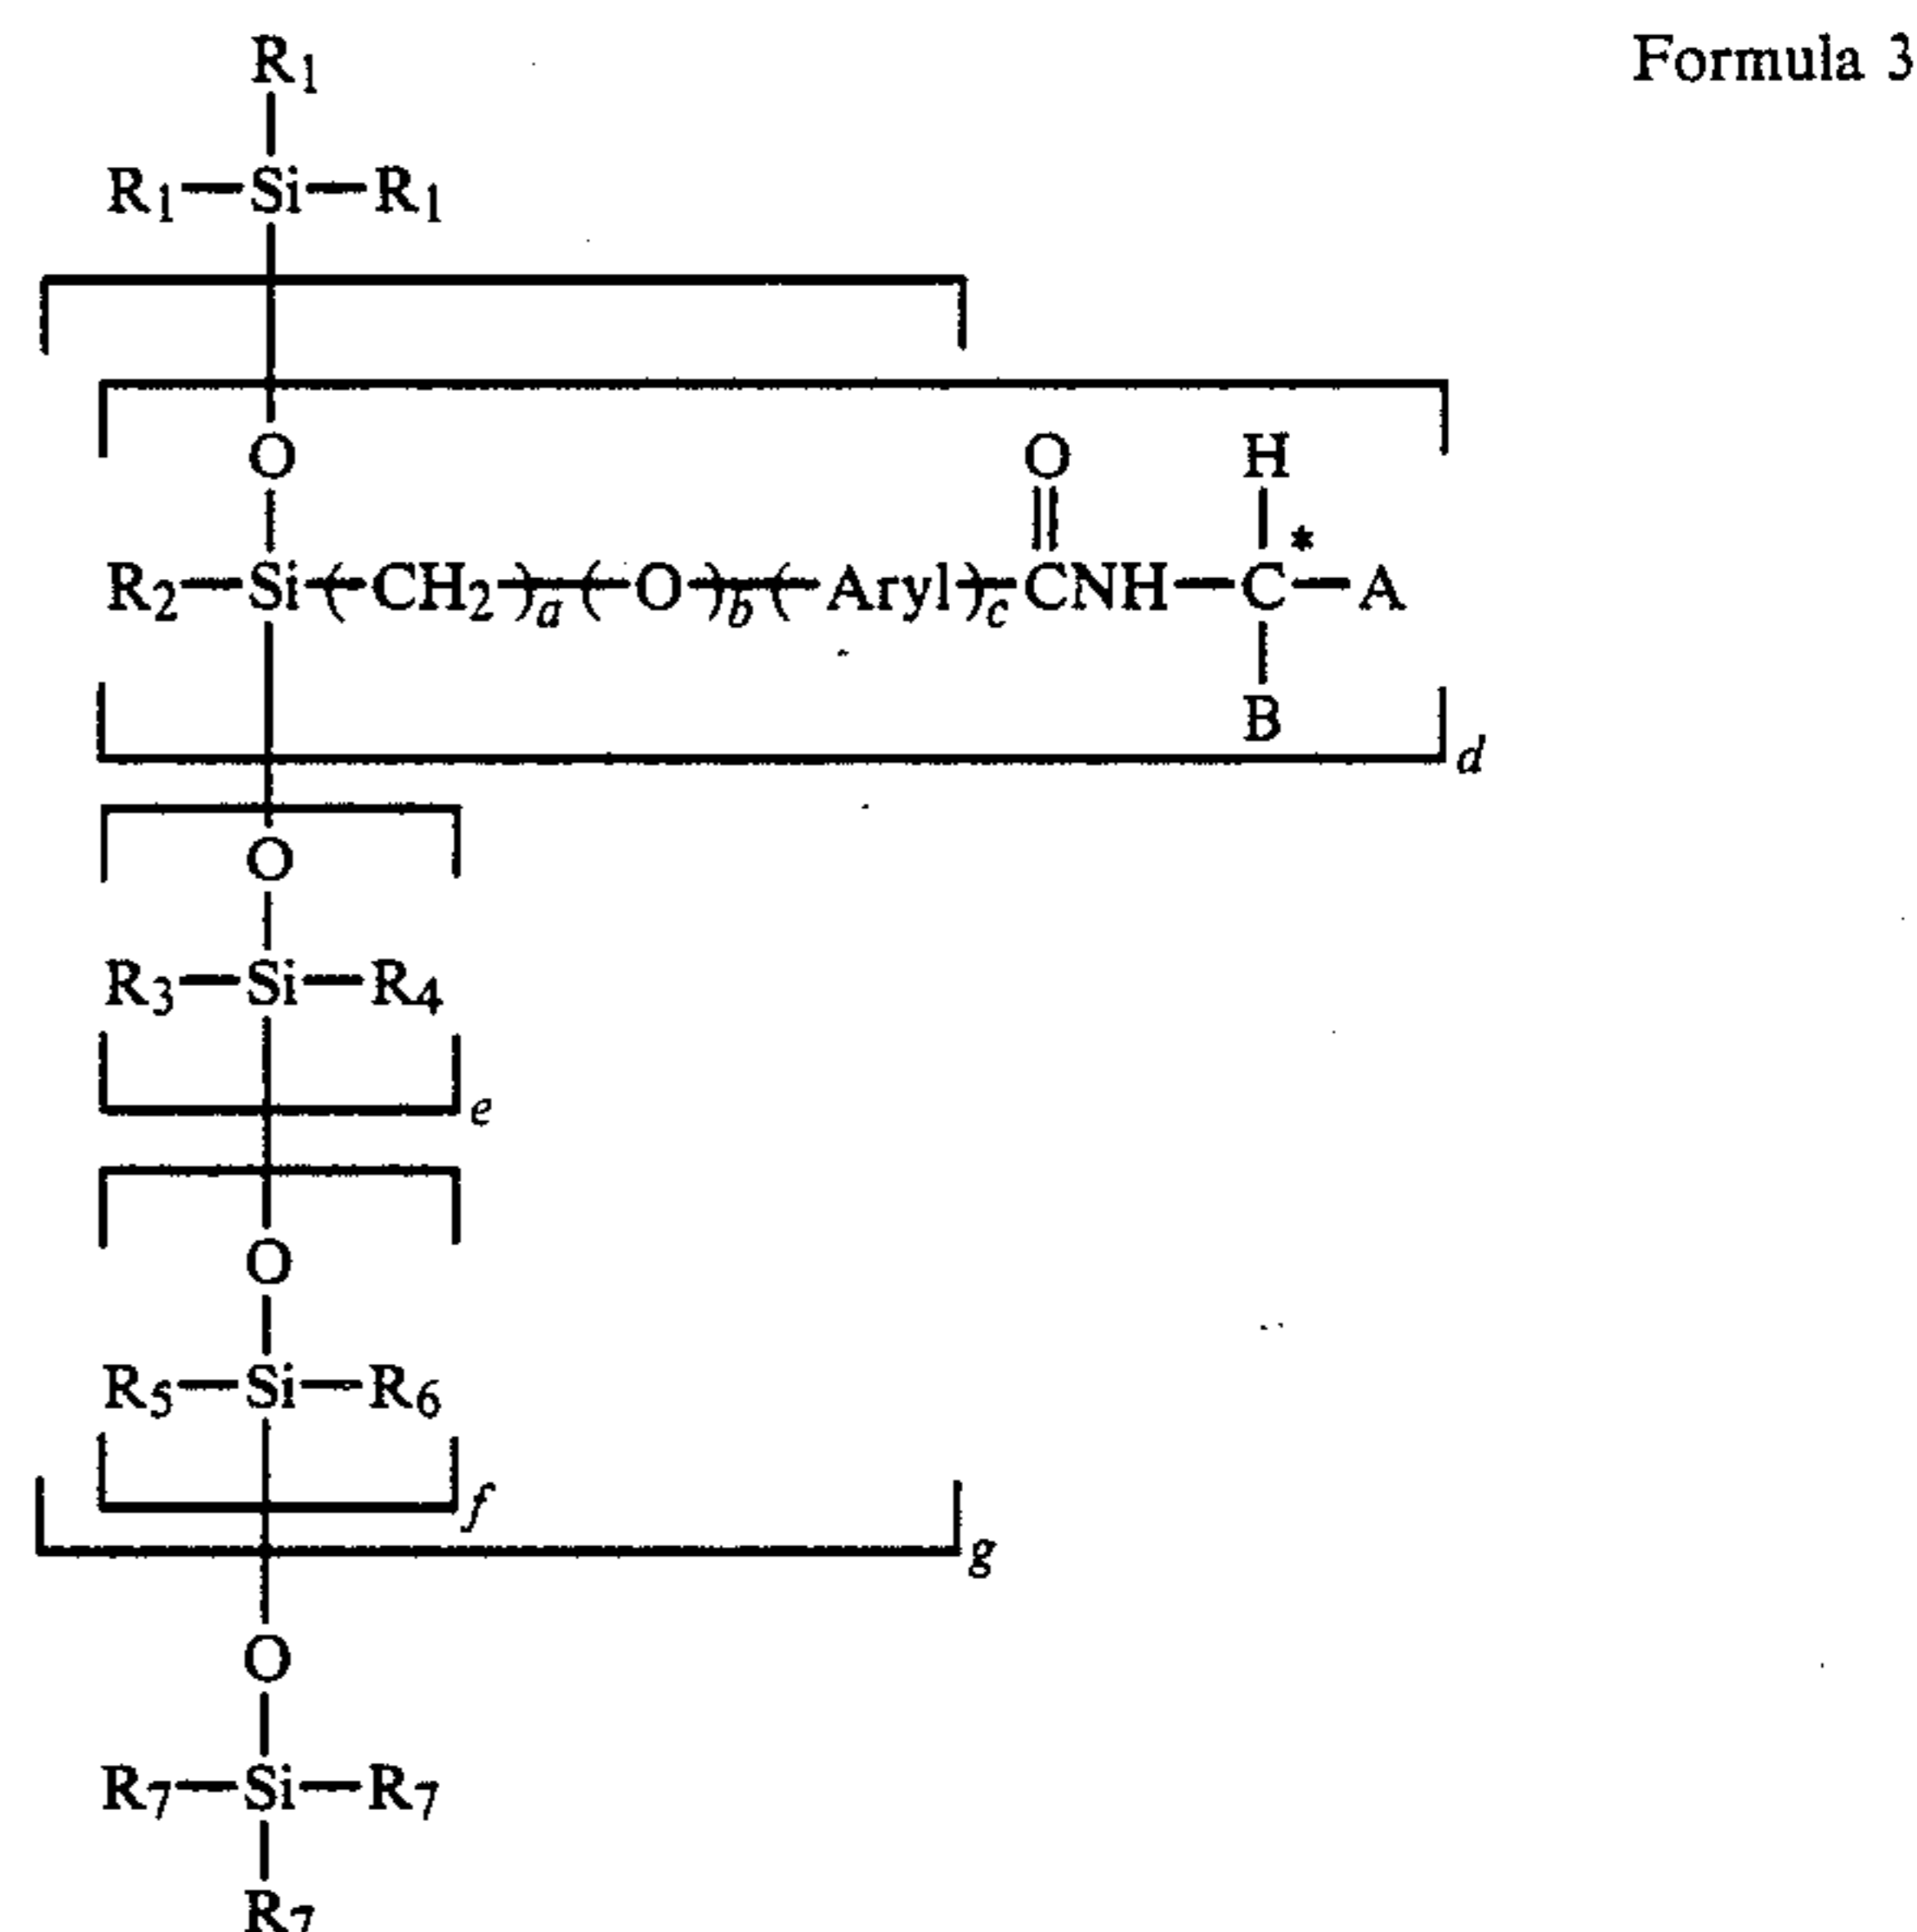 R1 Formula 3
R1—Si—R1
O O H
R2—Si—(CH2)a—(O)b—(Aryl)c—CNH—C*—A
B
d
O
R3—Si—R4
e
O
R5—Si—R6
f
g
O
R7—Si—R7
R7